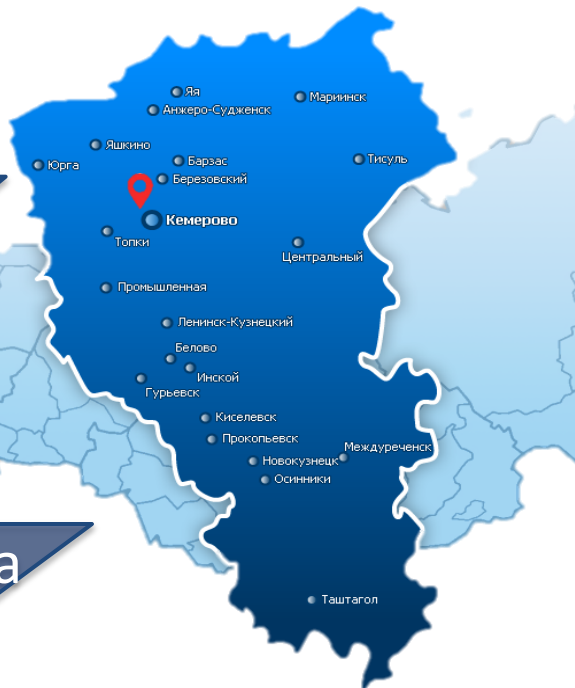 Яя
Мариинск
Анжеро-Судженск
Яшкино
Барзас
Тисуль
Юрга
Березовский
Кемерово
Топки
Центральный
Промышленная
Ленинск-Кузнецкий
Белово
Инской
Гурьевск
Киселевск
Прокопьевск
Междуреченск
Новокузнецк
Осинники
а
Таштагол